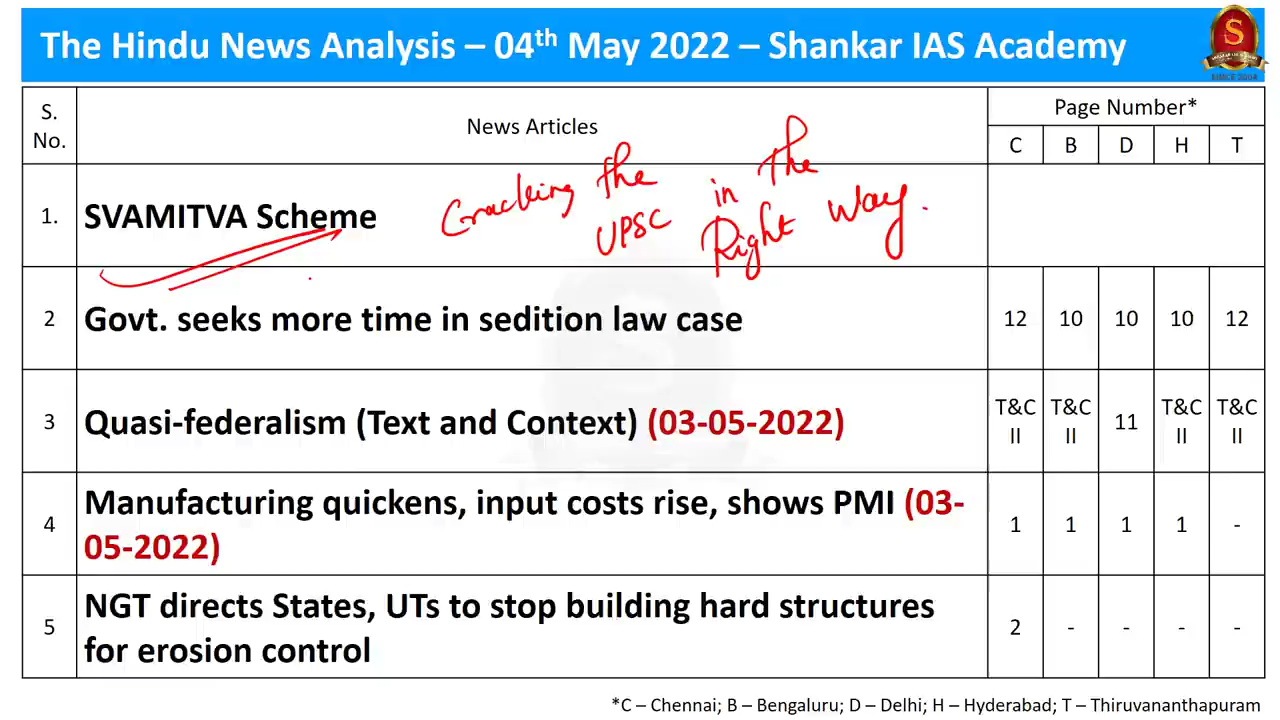 The Hindu News Analysis – 04th May 2022 – Shankar IAS Academy
S
SINCE 2004
S. No.
News Articles
Page Number*
C B D H T
1. SVAMITVA Scheme
Cracking the UPSC in The Right Way.
2 Govt. seeks more time in sedition law case 12 10 10 10 12
3 Quasi-federalism (Text and Context) (03-05-2022) T&C II T&C II 11 T&C II T&C II
4 Manufacturing quickens, input costs rise, shows PMI (03-
05-2022) 1 1 1 1 -
5 NGT directs States, UTs to stop building hard structures
for erosion control 2 - - - -
*C – Chennai; B – Bengaluru; D – Delhi; H – Hyderabad; T – Thiruvananthapuram